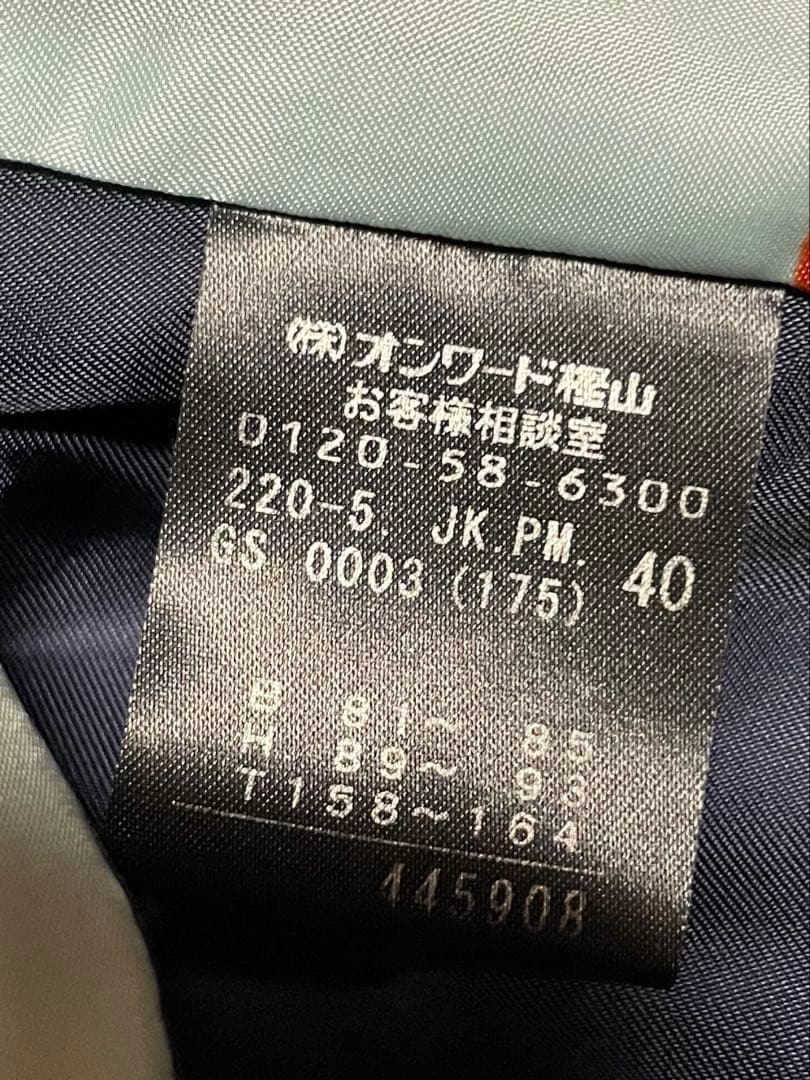 (株)オンワード樫山
お客様相談室
0120-58-6300
220-5. JK.PM. 40
GS 0003 (175)
B 81～ 85
H 89～ 93
T158～164
445908